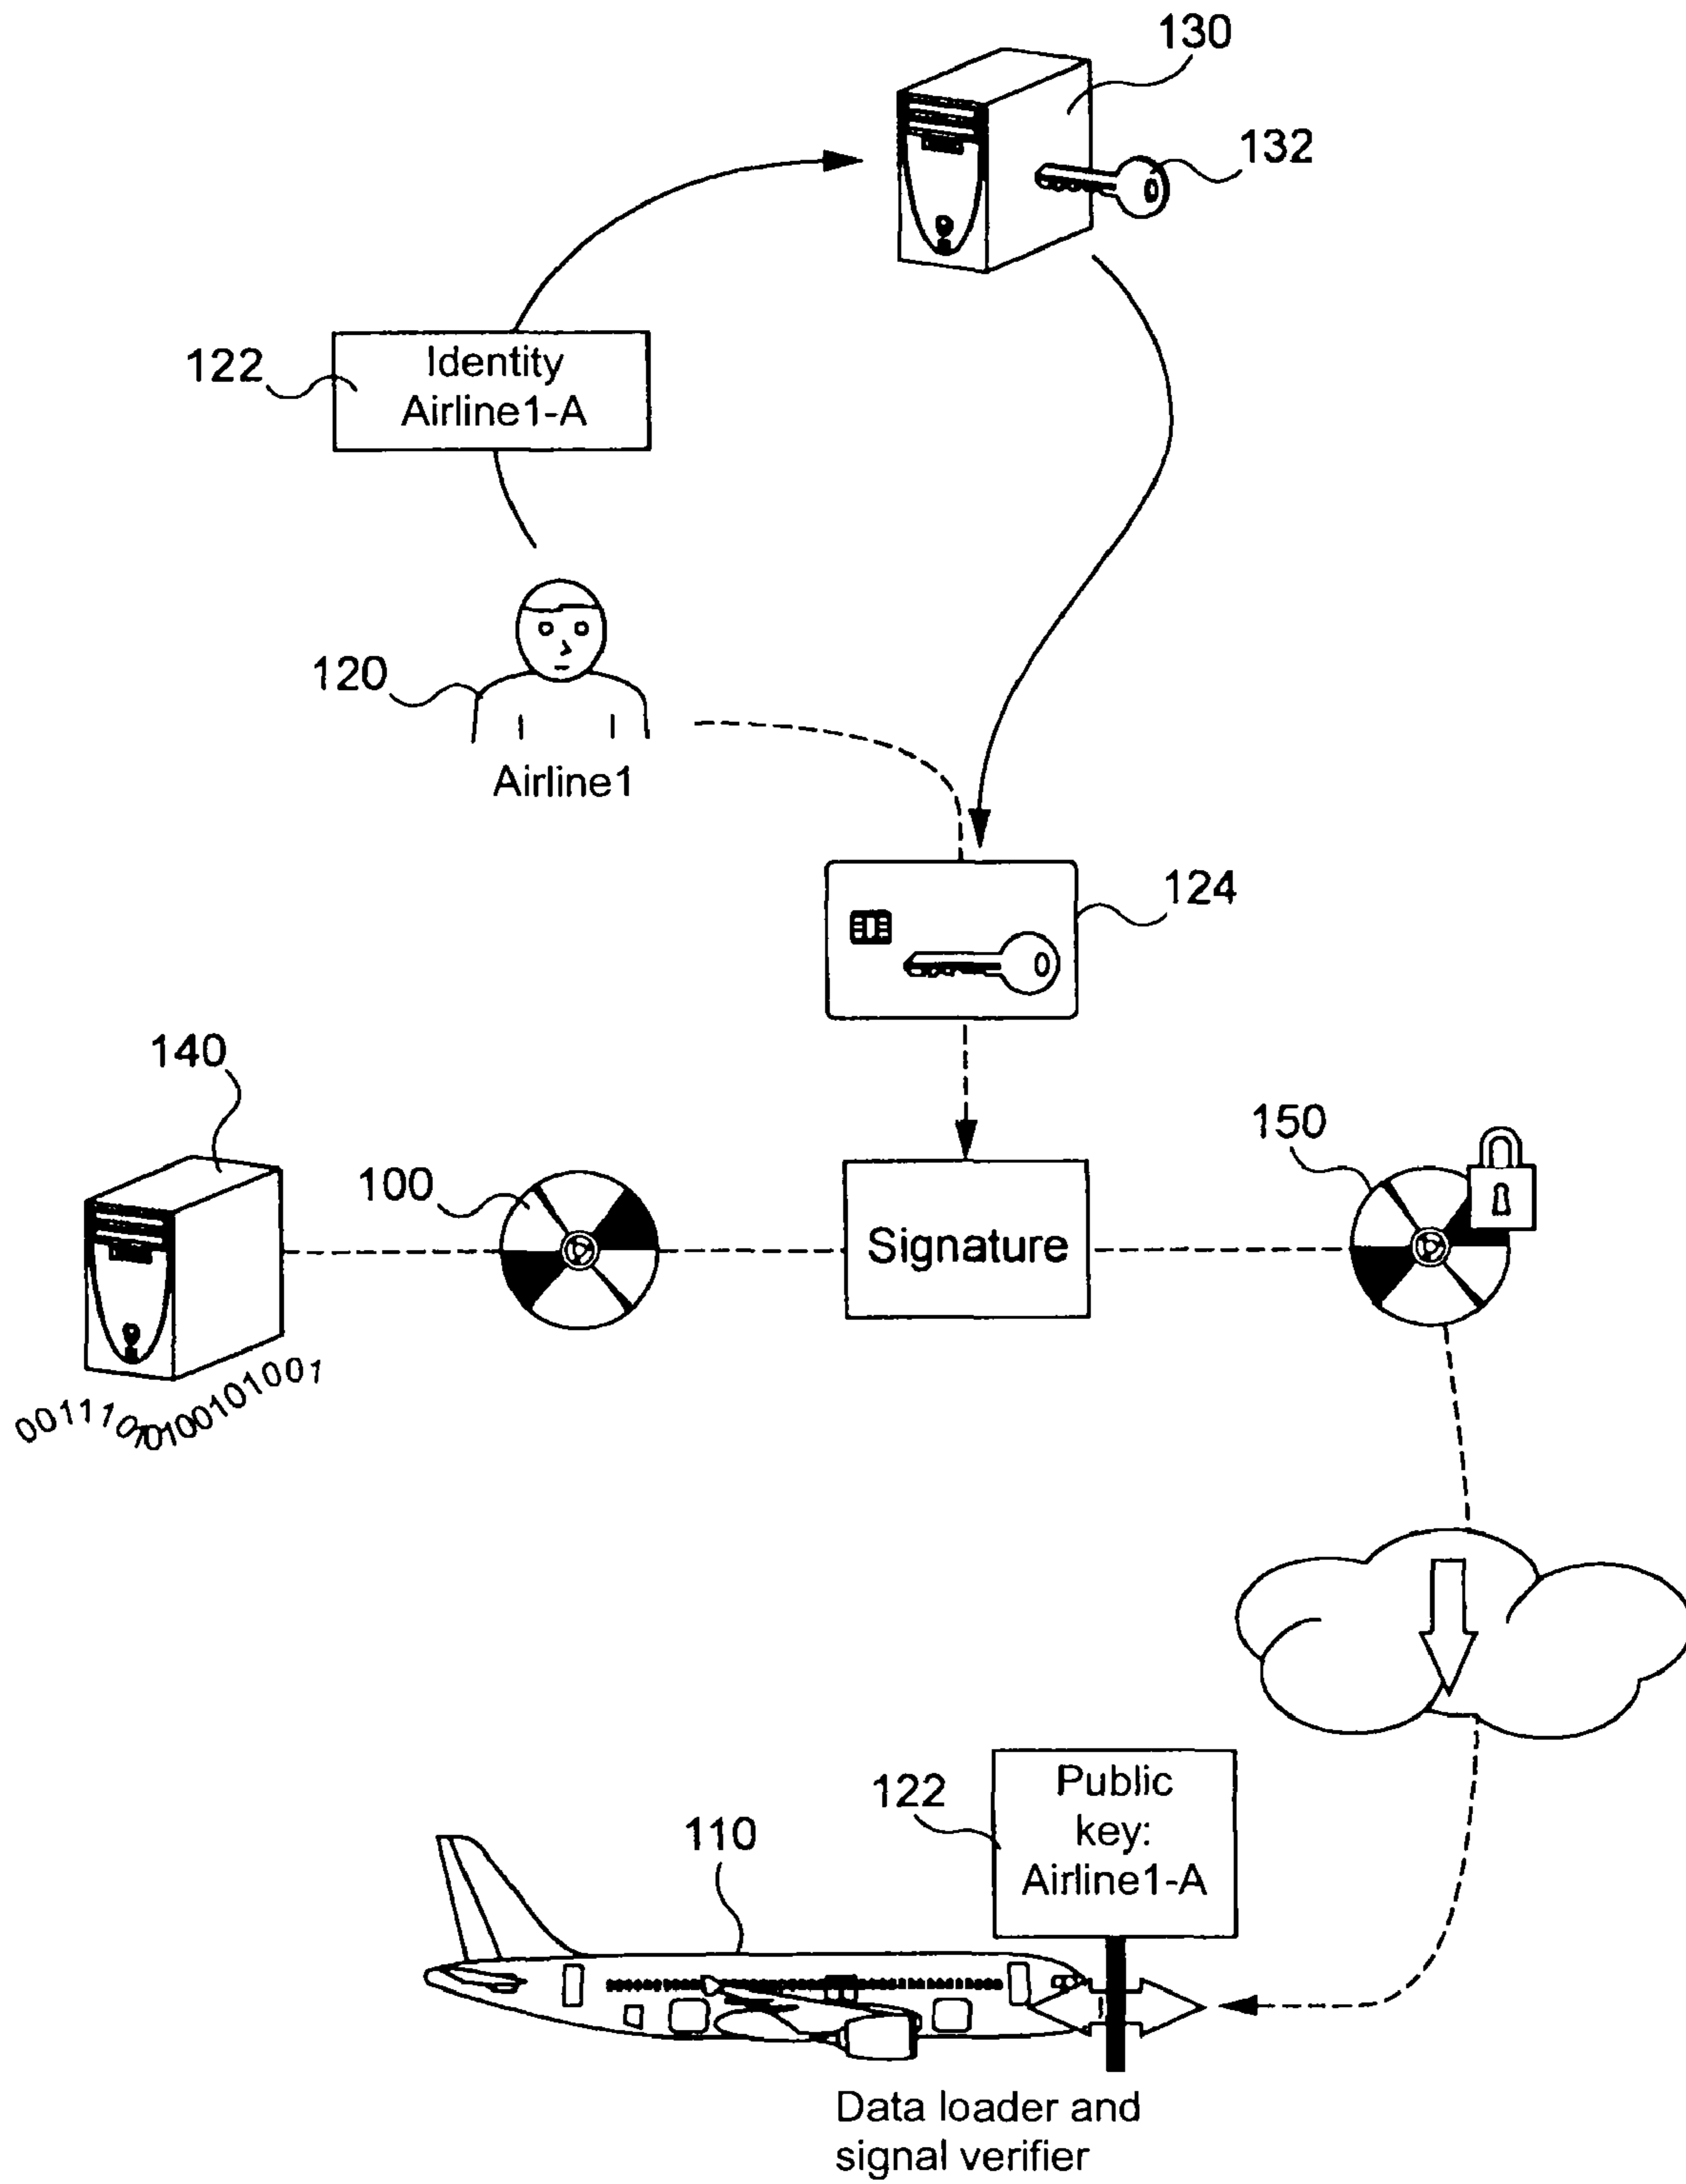 130
132
122
Identity
Airline1-A
120
Airline1
124
140
100
150
Signature
122
Public
key:
Airline1-A
110
Data loader and
signal verifier